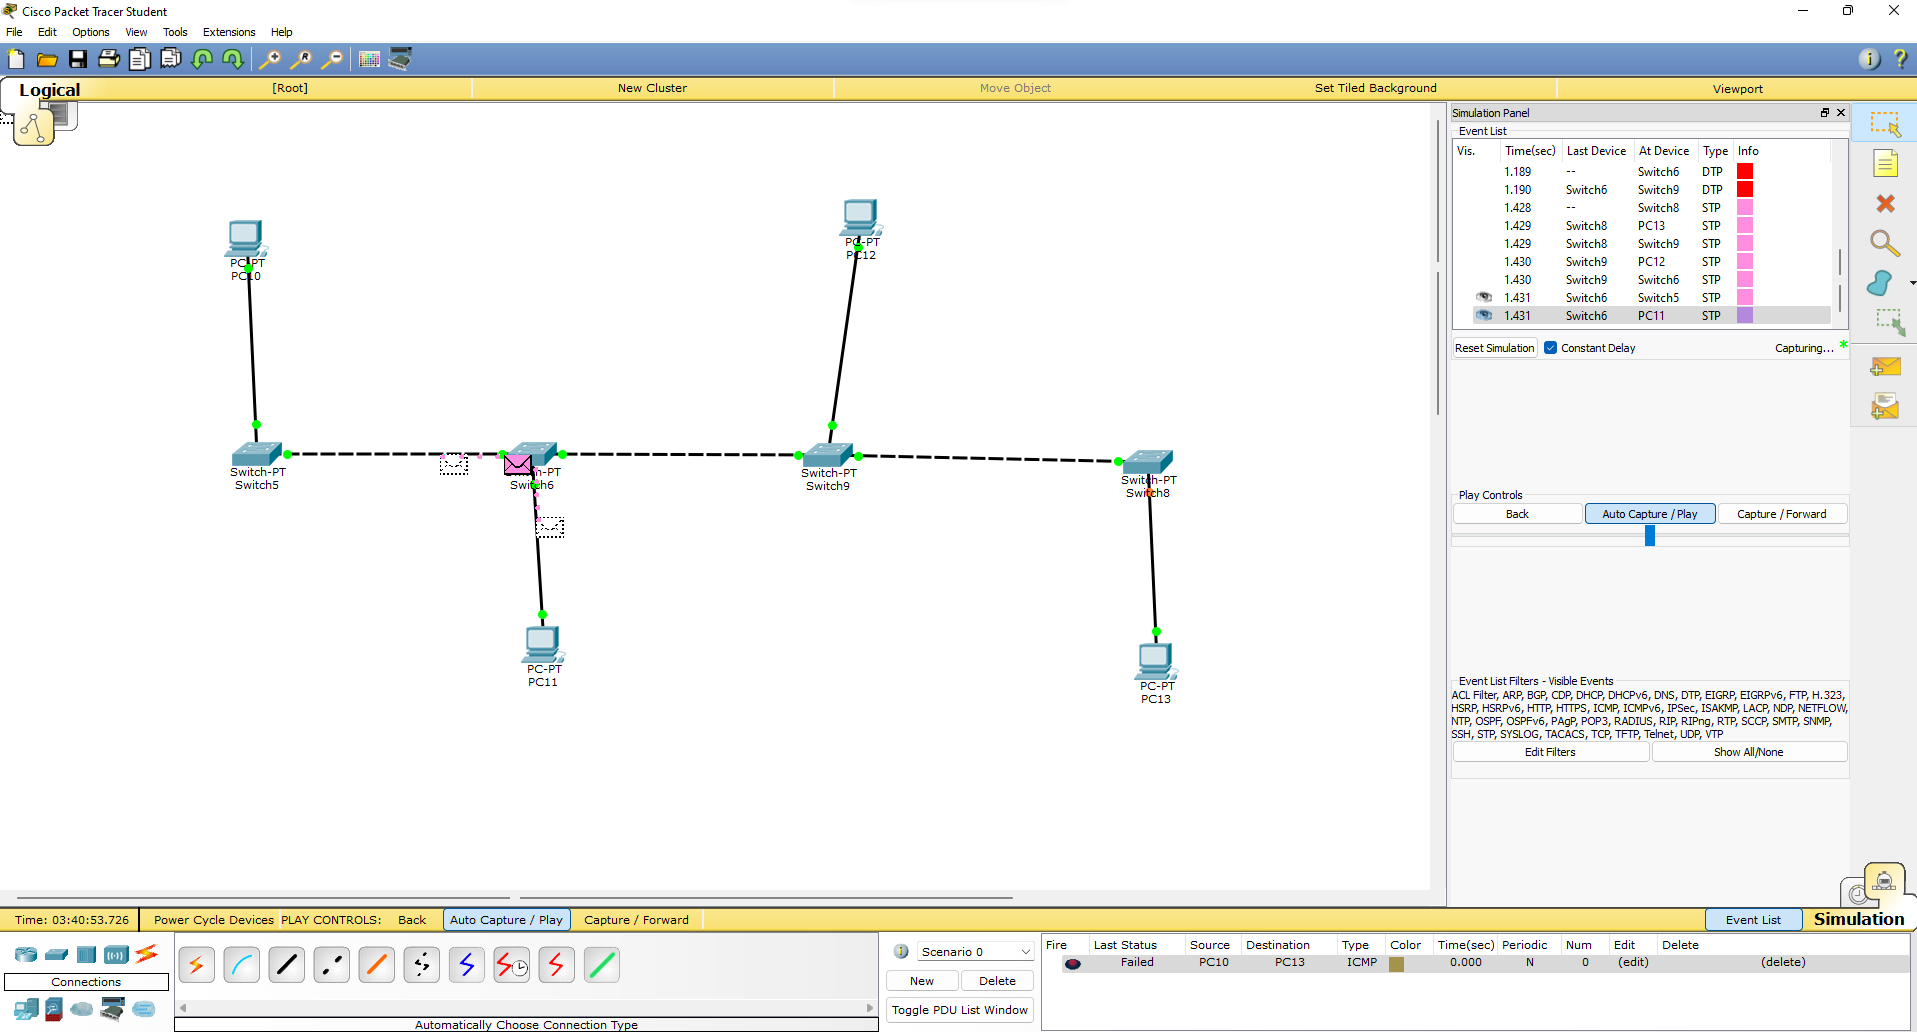 Cisco Packet Tracer Student
File Edit Options View Tools Extensions Help
Logical [Root] New Cluster Move Object Set Tiled Background Viewport
Simulation Panel
Event List
Vis. Time(sec) Last Device At Device Type Info
1.189 -- Switch6 DTP
1.190 Switch6 Switch9 DTP
1.428 -- Switch8 STP
1.429 Switch8 PC13 STP
1.429 Switch8 Switch9 STP
1.430 Switch9 PC12 STP
1.430 Switch9 Switch6 STP
1.431 Switch6 Switch5 STP
1.431 Switch6 PC11 STP
Reset Simulation Constant Delay Capturing...
PC-PT
PC10
PC-PT
PC12
Switch-PT
Switch5
h-PT
Switch6
Switch-PT
Switch9
Switch-PT
Switch8
PC-PT
PC11
PC-PT
PC13
Play Controls
Back Auto Capture / Play Capture / Forward
Event List Filters - Visible Events
ACL Filter, ARP, BGP, CDP, DHCP, DHCPv6, DNS, DTP, EIGRP, EIGRPv6, FTP, H.323,
HSRP, HSRPv6, HTTP, HTTPS, ICMP, ICMPv6, IPSec, ISAKMP, LACP, NDP, NETFLOW,
NTP, OSPF, OSPFv6, PAgP, POP3, RADIUS, RIP, RIPng, RTP, SCCP, SMTP, SNMP,
SSH, STP, SYSLOG, TACACS, TCP, TFTP, Telnet, UDP, VTP
Edit Filters Show All/None
Time: 03:40:53.726 Power Cycle Devices PLAY CONTROLS: Back Auto Capture / Play Capture / Forward Event List Simulation
Connections
Automatically Choose Connection Type
Scenario 0
New Delete
Toggle PDU List Window
Fire Last Status Source Destination Type Color Time(sec) Periodic Num Edit Delete
Failed PC10 PC13 ICMP 0.000 N 0 (edit) (delete)